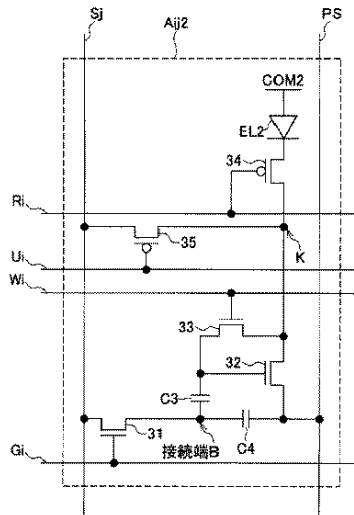 Sj
Aij2
PS
COM2
EL2
34
Ri
35
K
Ui
Wi
33
32
C3
31
接続端B
C4
Gi